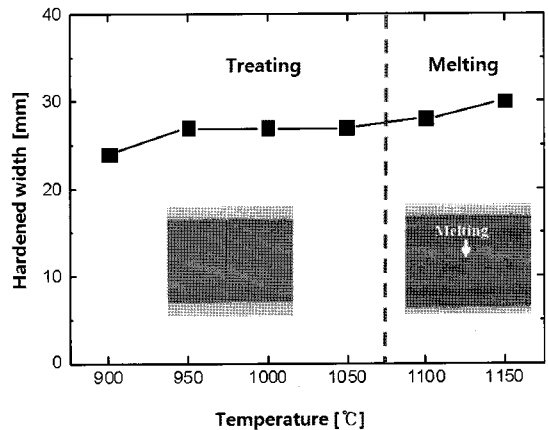 40
30
20
10
0
Hardened width [mm]
Treating
Melting
Melting
900
950
1000
1050
1100
1150
Temperature [℃]